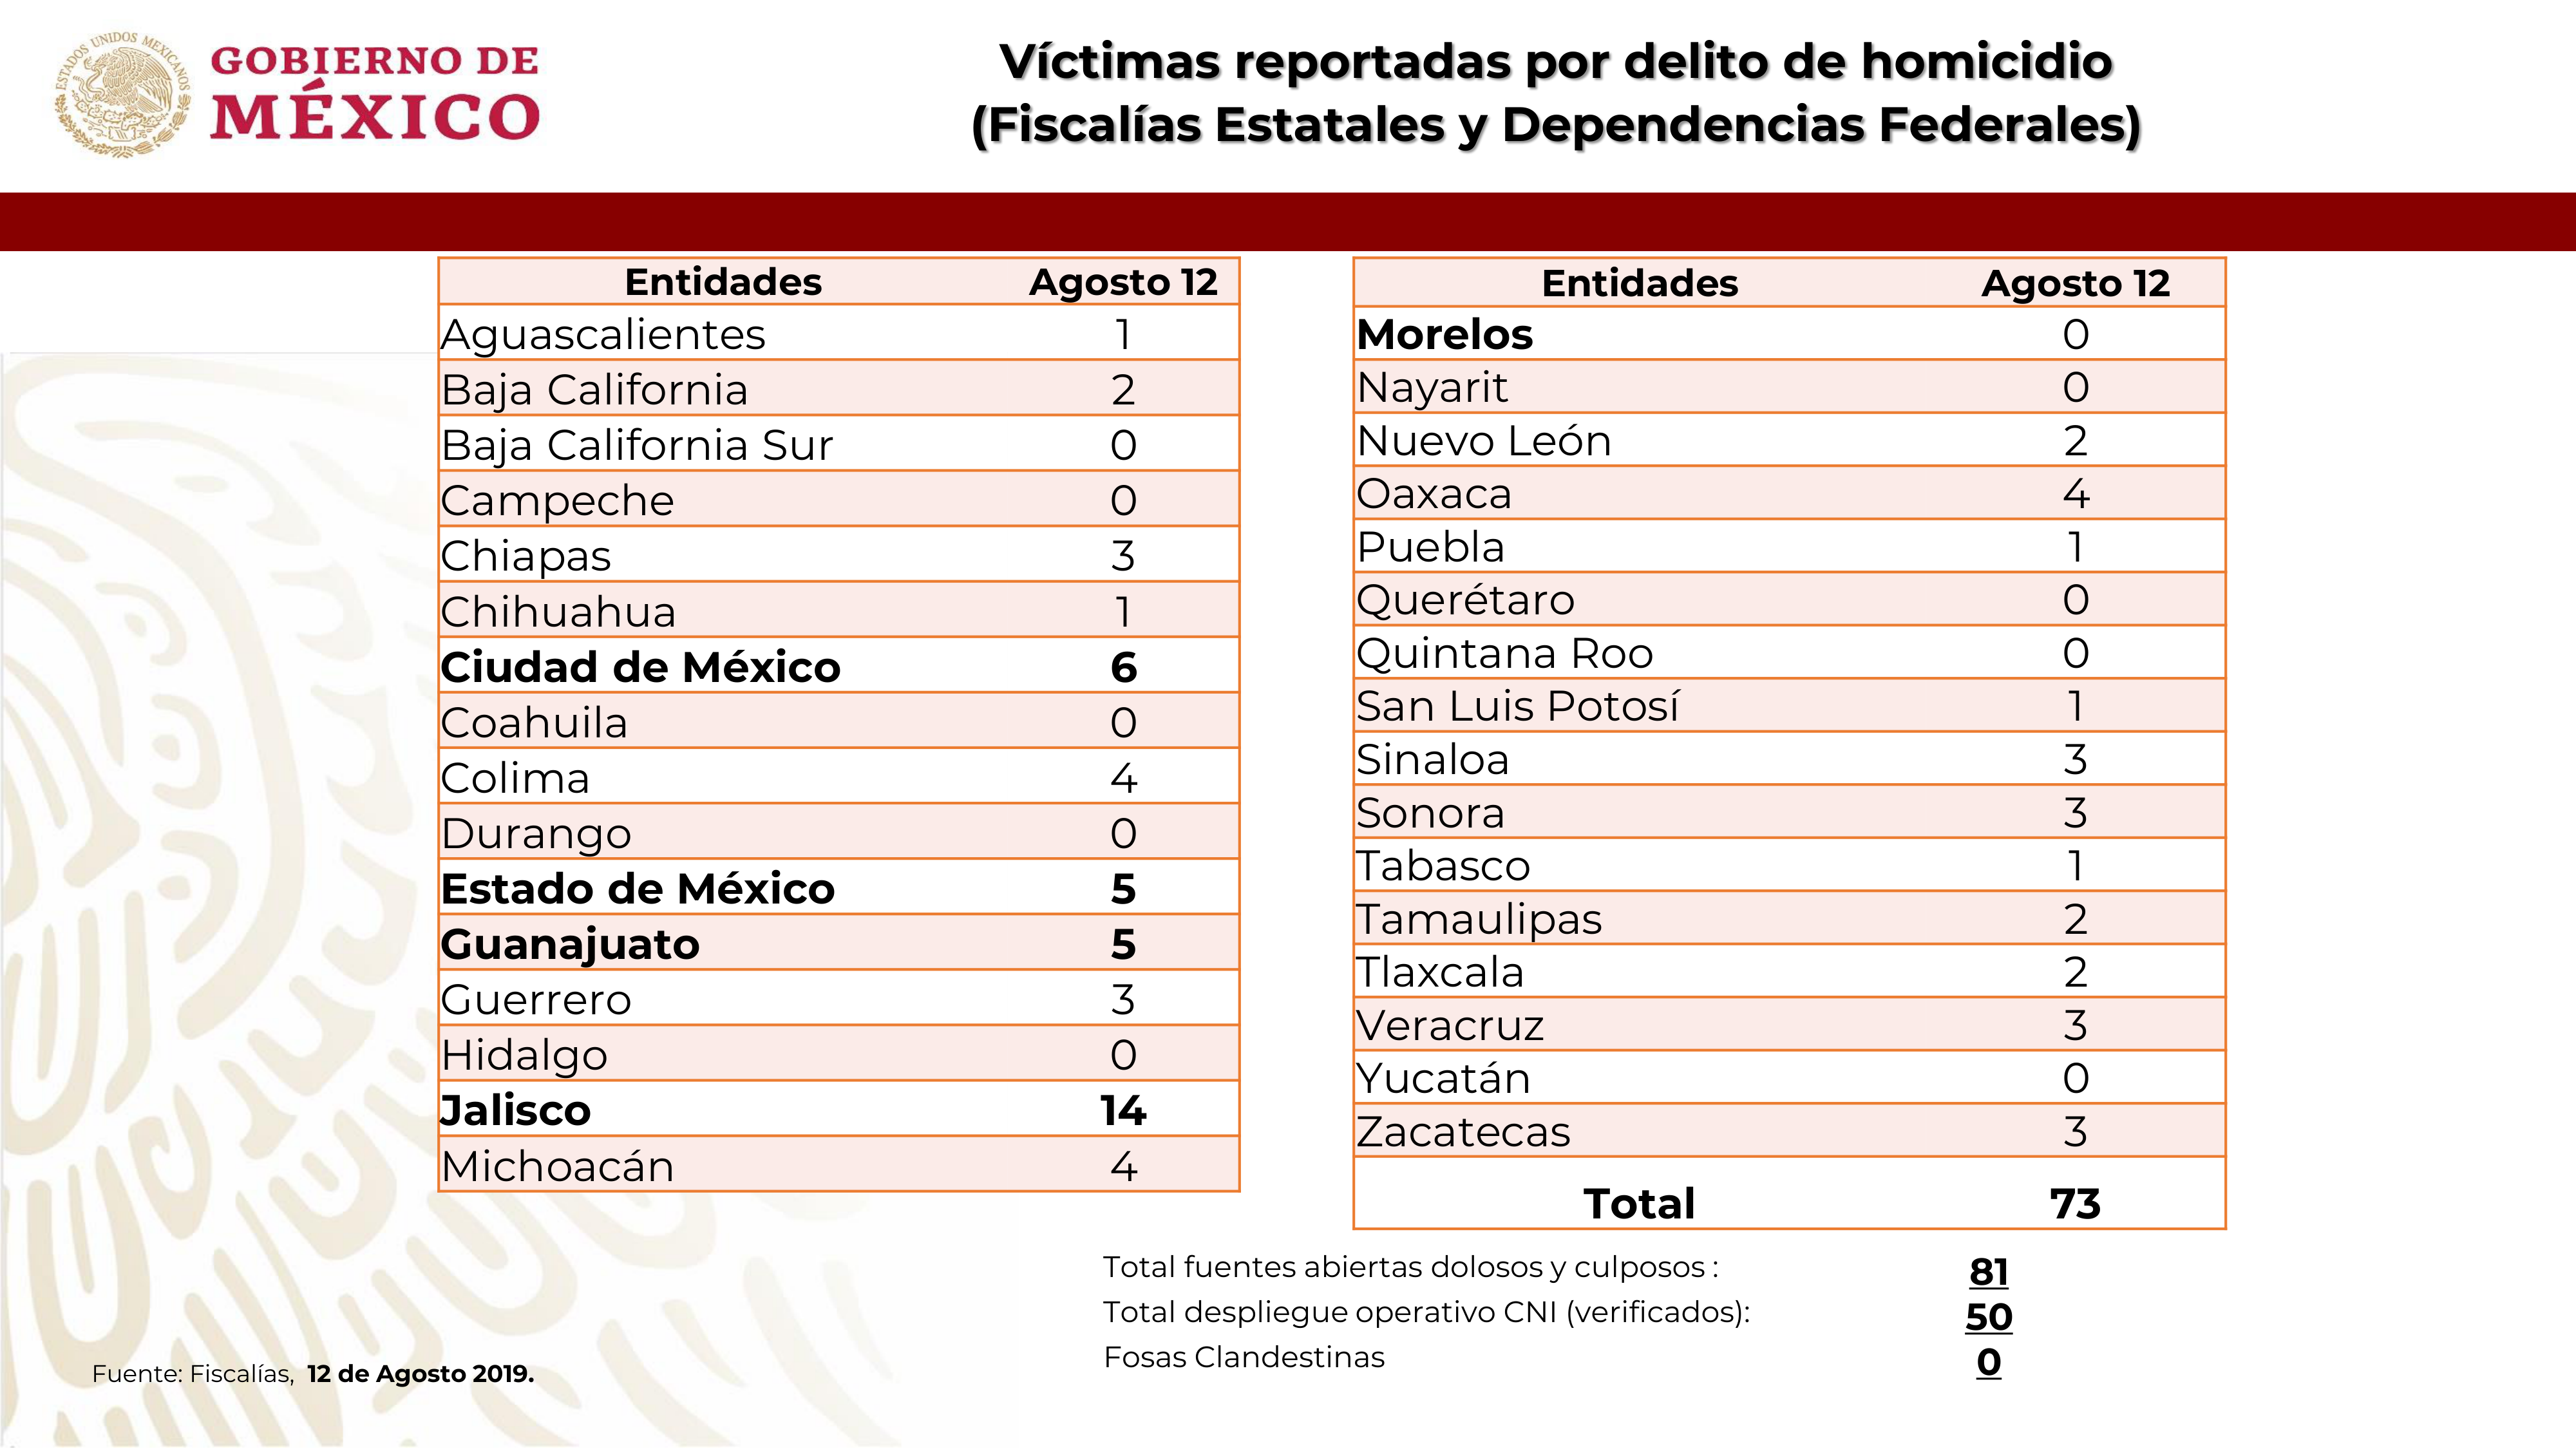 ESTADOS UNIDOS MEXICANOS
GOBIERNO DE
MÉXICO
Víctimas reportadas por delito de homicidio
(Fiscalías Estatales y Dependencias Federales)
Entidades Agosto 12
Aguascalientes 1
Baja California 2
Baja California Sur 0
Campeche 0
Chiapas 3
Chihuahua 1
Ciudad de México 6
Coahuila 0
Colima 4
Durango 0
Estado de México 5
Guanajuato 5
Guerrero 3
Hidalgo 0
Jalisco 14
Michoacán 4
Entidades Agosto 12
Morelos 0
Nayarit 0
Nuevo León 2
Oaxaca 4
Puebla 1
Querétaro 0
Quintana Roo 0
San Luis Potosí 1
Sinaloa 3
Sonora 3
Tabasco 1
Tamaulipas 2
Tlaxcala 2
Veracruz 3
Yucatán 0
Zacatecas 3
Total 73
Total fuentes abiertas dolosos y culposos : 81
Total despliegue operativo CNI (verificados): 50
Fosas Clandestinas 0
Fuente: Fiscalías, 12 de Agosto 2019.